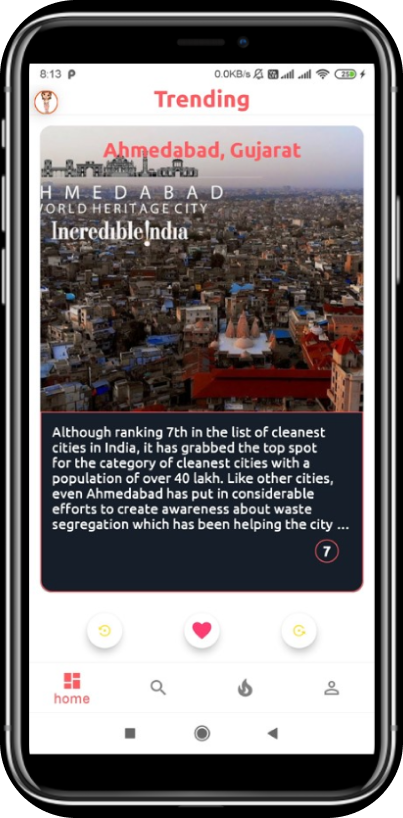 8:13
0.0KB/s
Trending
Ahmedabad, Gujarat
HMEDABAD
WORLD HERITAGE CITY
Incredible!ndia
Although ranking 7th in the list of cleanest
cities in India, it has grabbed the top spot
for the category of cleanest cities with a
population of over 40 lakh. Like other cities,
even Ahmedabad has put in considerable
efforts to create awareness about waste
segregation which has been helping the city ...
7
home